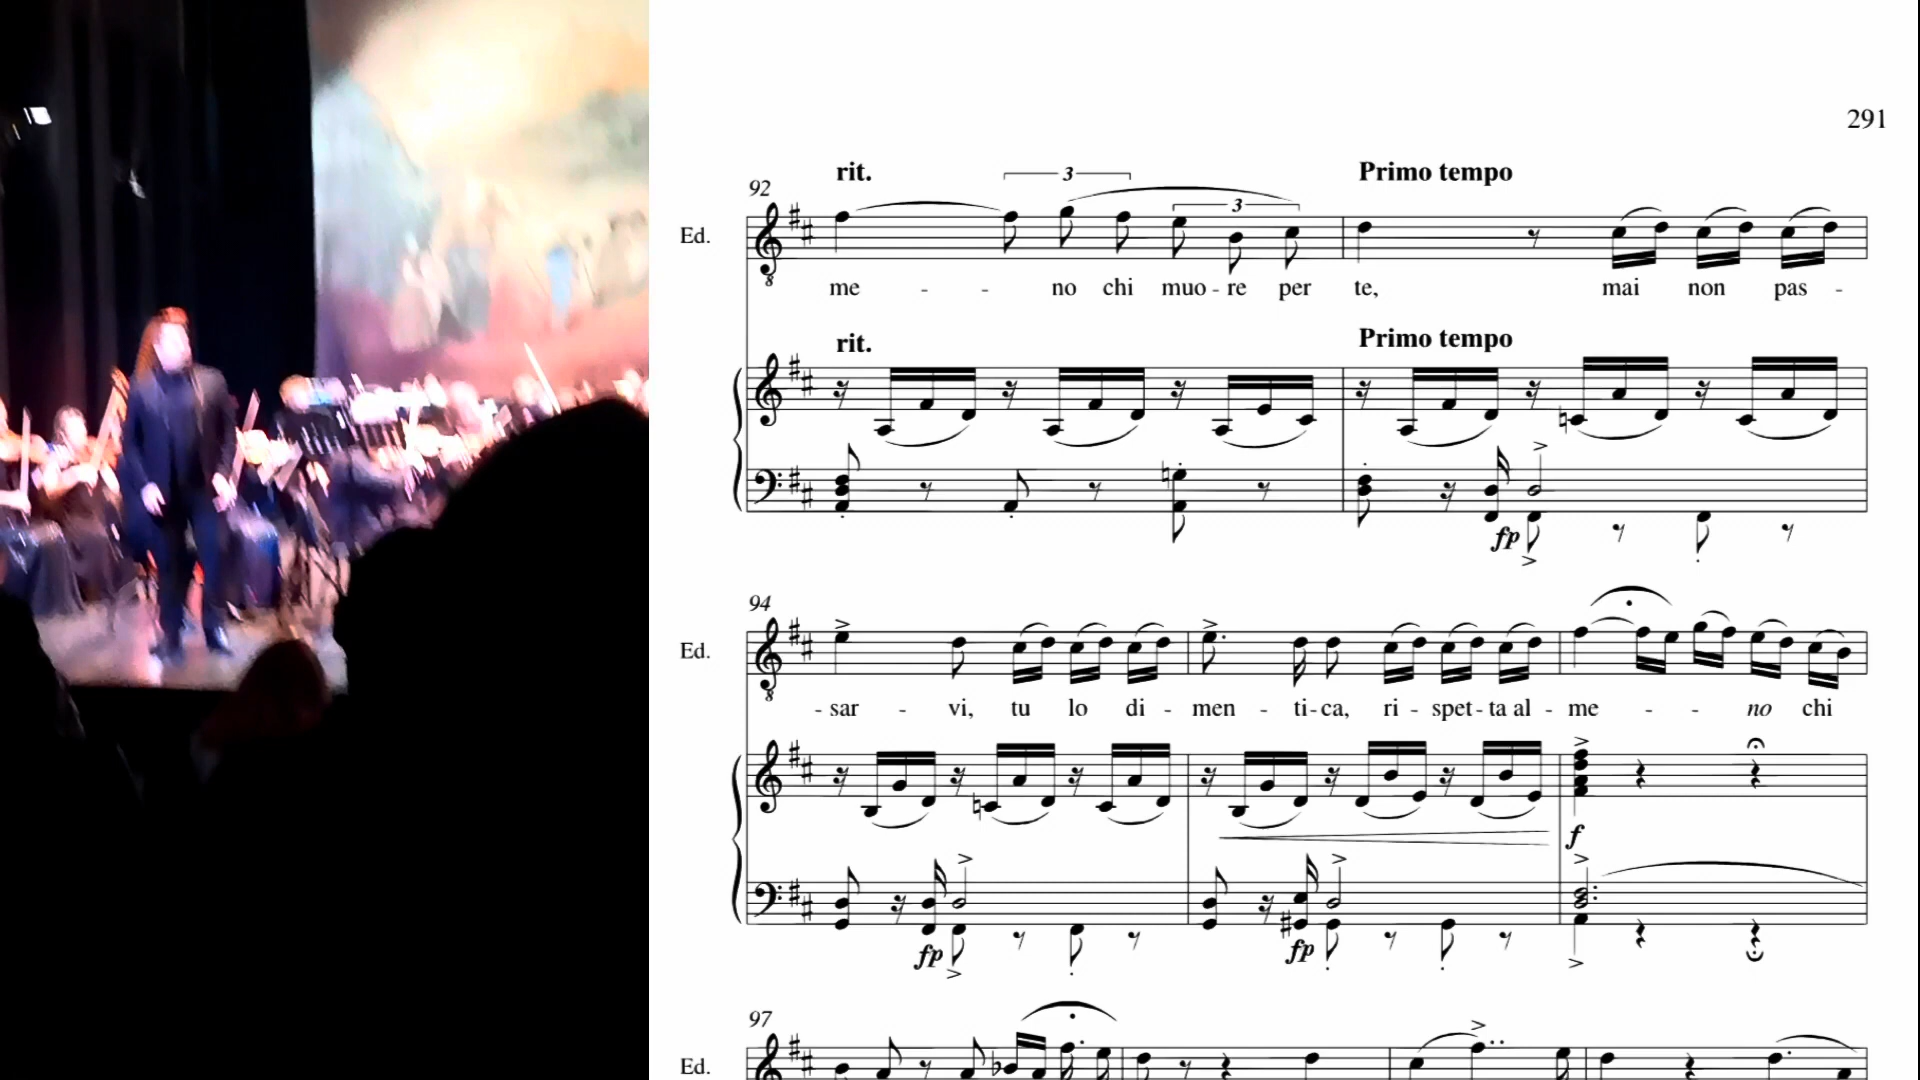 291
rit. Primo tempo
92 3 3
Ed.
me - - no chi muo - re per te, mai non pas -
rit. Primo tempo
fp
94
Ed.
- sar - vi, tu lo di - men - ti - ca, ri - spet - ta al - me - - no chi
f
fp fp
97
Ed.